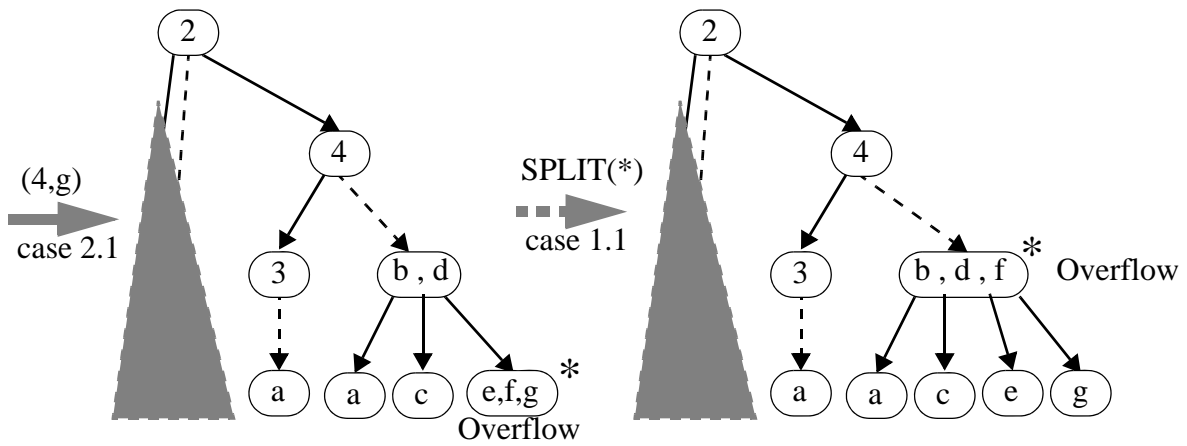 2
4
(4,g)
case 2.1
3
b , d
a
a
c
e,f,g
*
Overflow
SPLIT(*)
case 1.1
2
4
3
b , d , f
*
Overflow
a
a
c
e
g